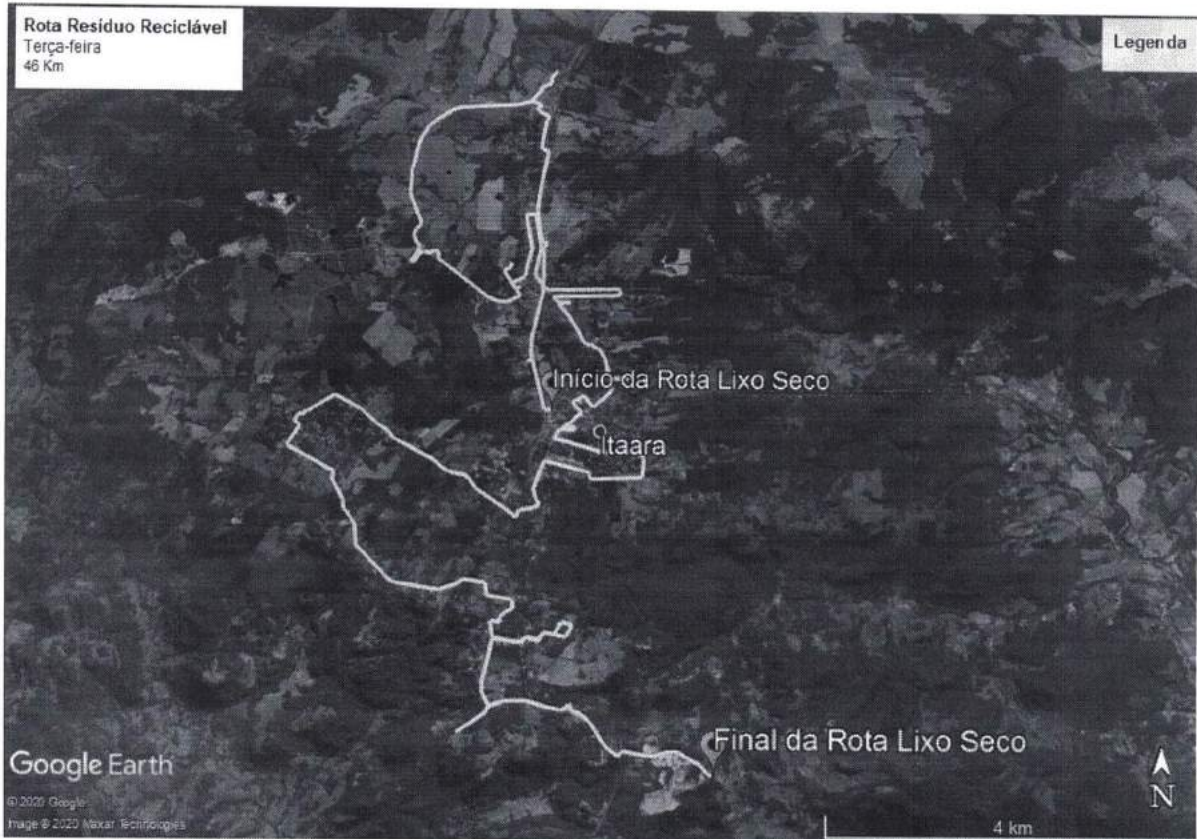 Rota Resíduo Reciclável
Terça-feira
46 Km
Legenda
Início da Rota Lixo Seco
Itaara
Final da Rota Lixo Seco
Google Earth
© 2020 Google
Image © 2020 Maxar Technologies
N
4 km